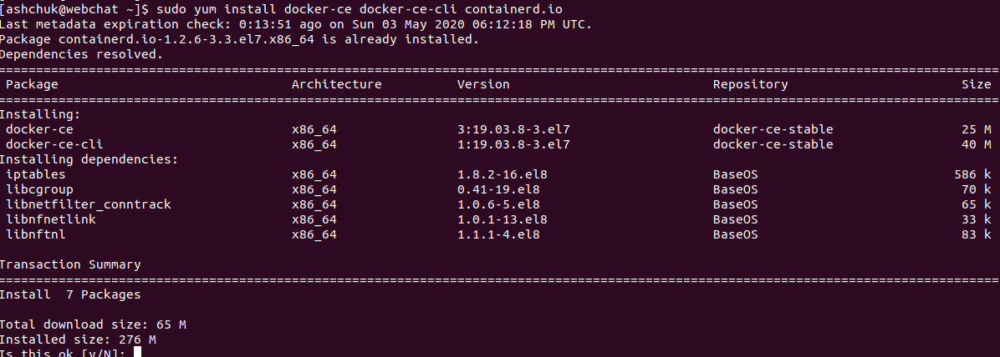 [ashchuk@webchat ~]$ sudo yum install docker-ce docker-ce-cli containerd.io
Last metadata expiration check: 0:13:51 ago on Sun 03 May 2020 06:12:18 PM UTC.
Package containerd.io-1.2.6-3.3.el7.x86_64 is already installed.
Dependencies resolved.
================================================================================
Package Architecture Version Repository Size
================================================================================
Installing:
docker-ce x86_64 3:19.03.8-3.el7 docker-ce-stable 25 M
docker-ce-cli x86_64 1:19.03.8-3.el7 docker-ce-stable 40 M
Installing dependencies:
iptables x86_64 1.8.2-16.el8 BaseOS 586 k
libcgroup x86_64 0.41-19.el8 BaseOS 70 k
libnetfilter_conntrack x86_64 1.0.6-5.el8 BaseOS 65 k
libnfnetlink x86_64 1.0.1-13.el8 BaseOS 33 k
libnftnl x86_64 1.1.1-4.el8 BaseOS 83 k
Transaction Summary
================================================================================
Install 7 Packages
Total download size: 65 M
Installed size: 276 M
Is this ok [y/N]: